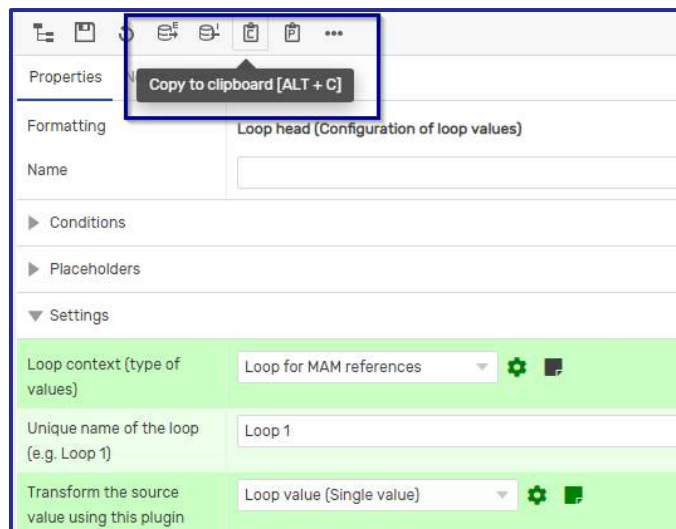 Copy to clipboard [ALT + C]
Properties
Formatting
Loop head (Configuration of loop values)
Name
Conditions
Placeholders
Settings
Loop context (type of
values)
Loop for MAM references
Unique name of the loop
(e.g. Loop 1)
Loop 1
Transform the source
value using this plugin
Loop value (Single value)